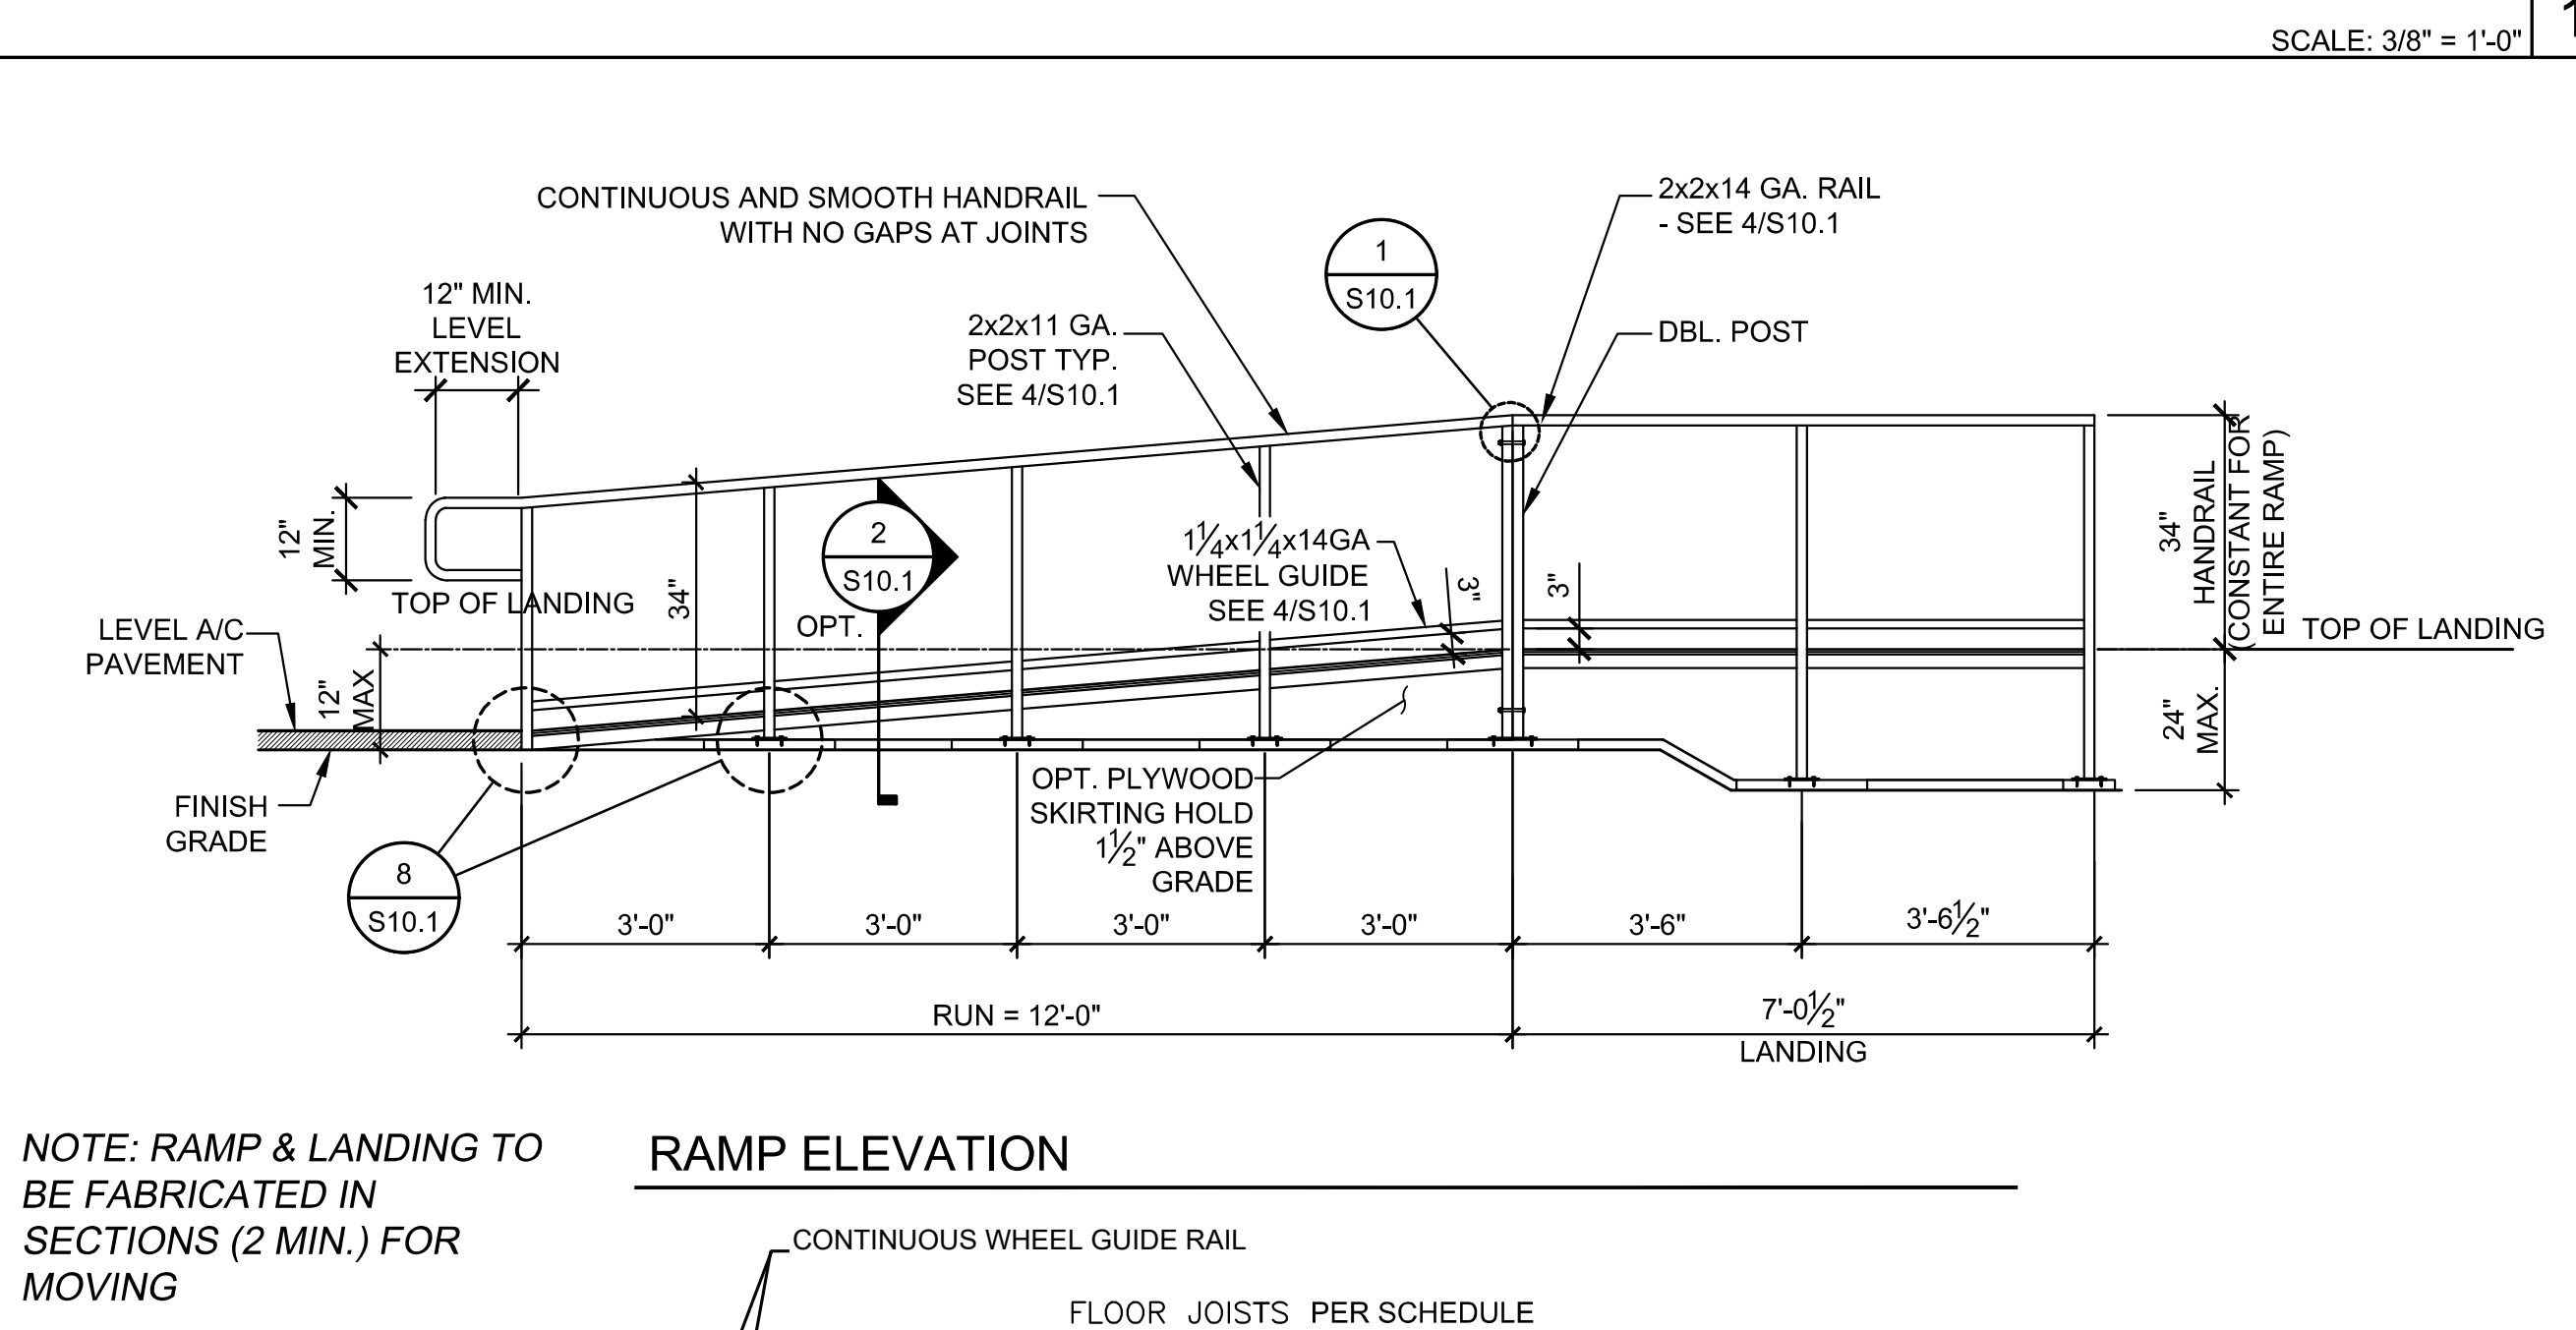 SCALE: 3/8" = 1'-0"
CONTINUOUS AND SMOOTH HANDRAIL
WITH NO GAPS AT JOINTS
2x2x14 GA. RAIL
- SEE 4/S10.1
1
S10.1
12" MIN.
LEVEL
EXTENSION
2x2x11 GA.
POST TYP.
SEE 4/S10.1
DBL. POST
12"
MIN.
34"
2
S10.1
OPT.
1¼x1¼x14GA
WHEEL GUIDE
SEE 4/S10.1
3"
3"
34"
HANDRAIL
(CONSTANT FOR
ENTIRE RAMP)
TOP OF LANDING
TOP OF LANDING
LEVEL A/C
PAVEMENT
12"
MAX
24"
MAX.
FINISH
GRADE
OPT. PLYWOOD
SKIRTING HOLD
1½" ABOVE
GRADE
8
S10.1
3'-0"
3'-0"
3'-0"
3'-0"
3'-6"
3'-6½"
RUN = 12'-0"
7'-0½"
LANDING
NOTE: RAMP & LANDING TO
BE FABRICATED IN
SECTIONS (2 MIN.) FOR
MOVING
RAMP ELEVATION
CONTINUOUS WHEEL GUIDE RAIL
FLOOR JOISTS PER SCHEDULE